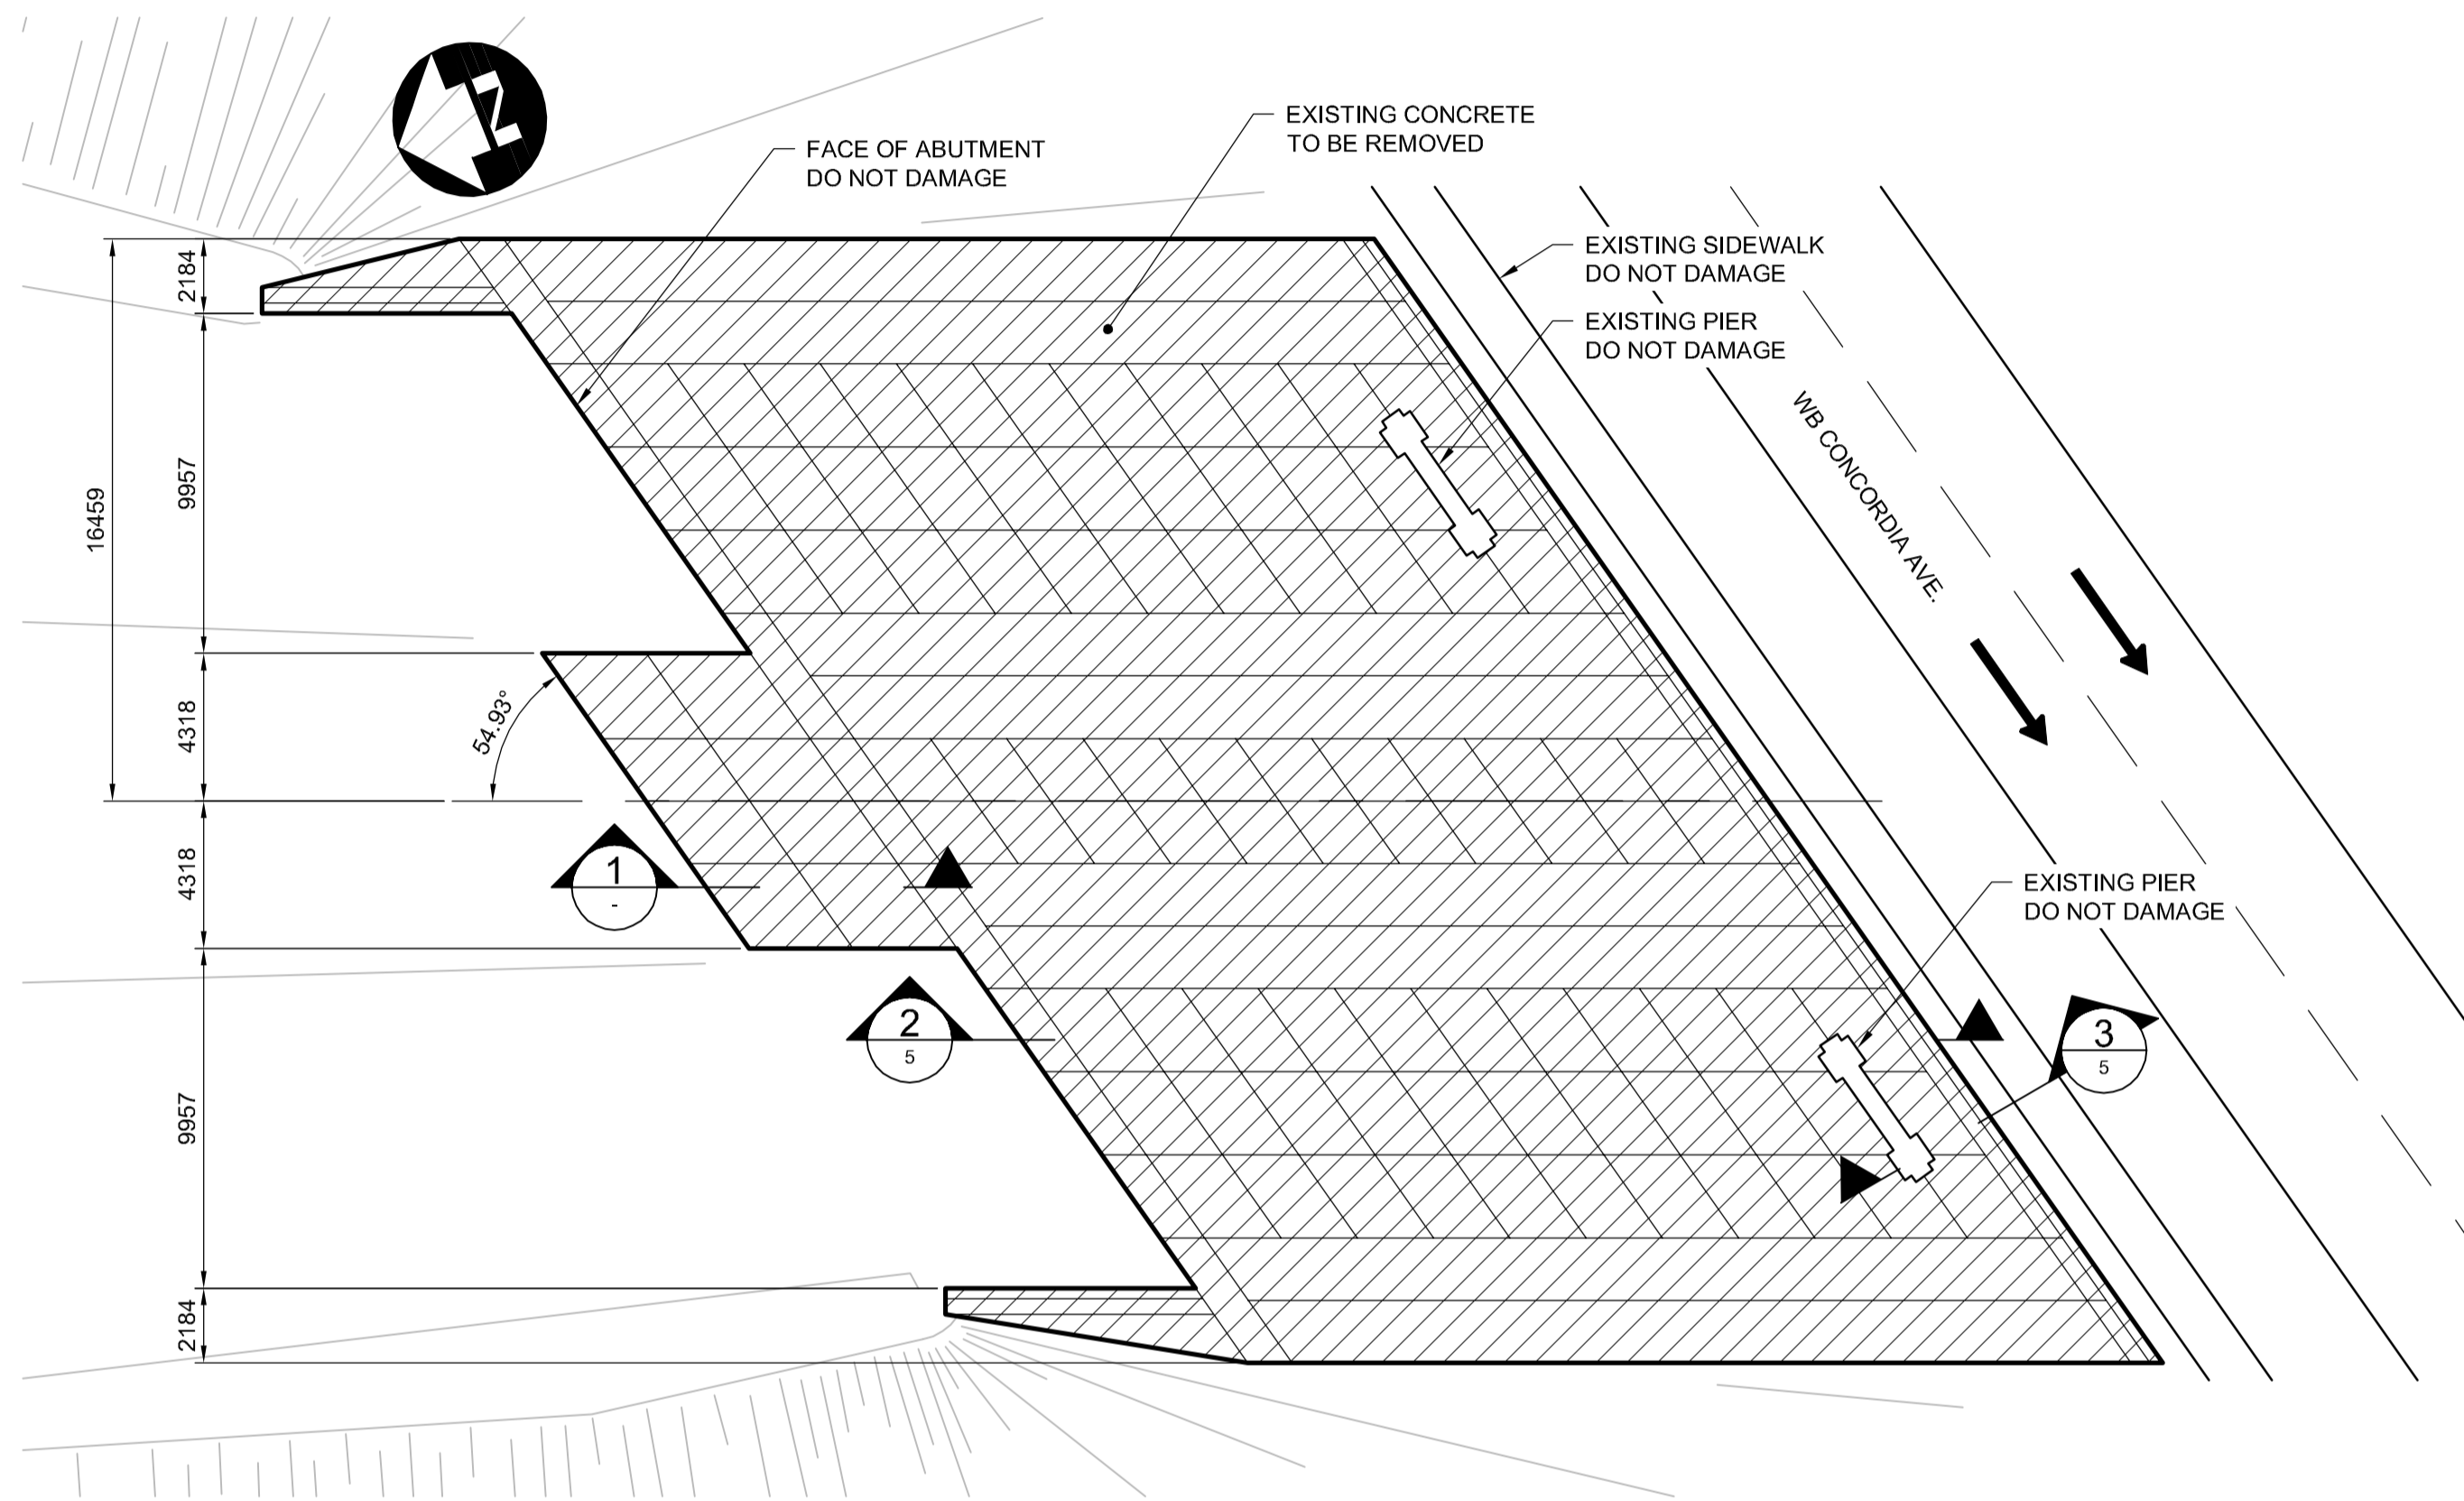 N
EXISTING CONCRETE
TO BE REMOVED
FACE OF ABUTMENT
DO NOT DAMAGE
EXISTING SIDEWALK
DO NOT DAMAGE
EXISTING PIER
DO NOT DAMAGE
WB CONCORDIA AVE.
2184
9957
16459
4318
54.93°
4318
1
-
EXISTING PIER
DO NOT DAMAGE
2
5
3
5
9957
2184